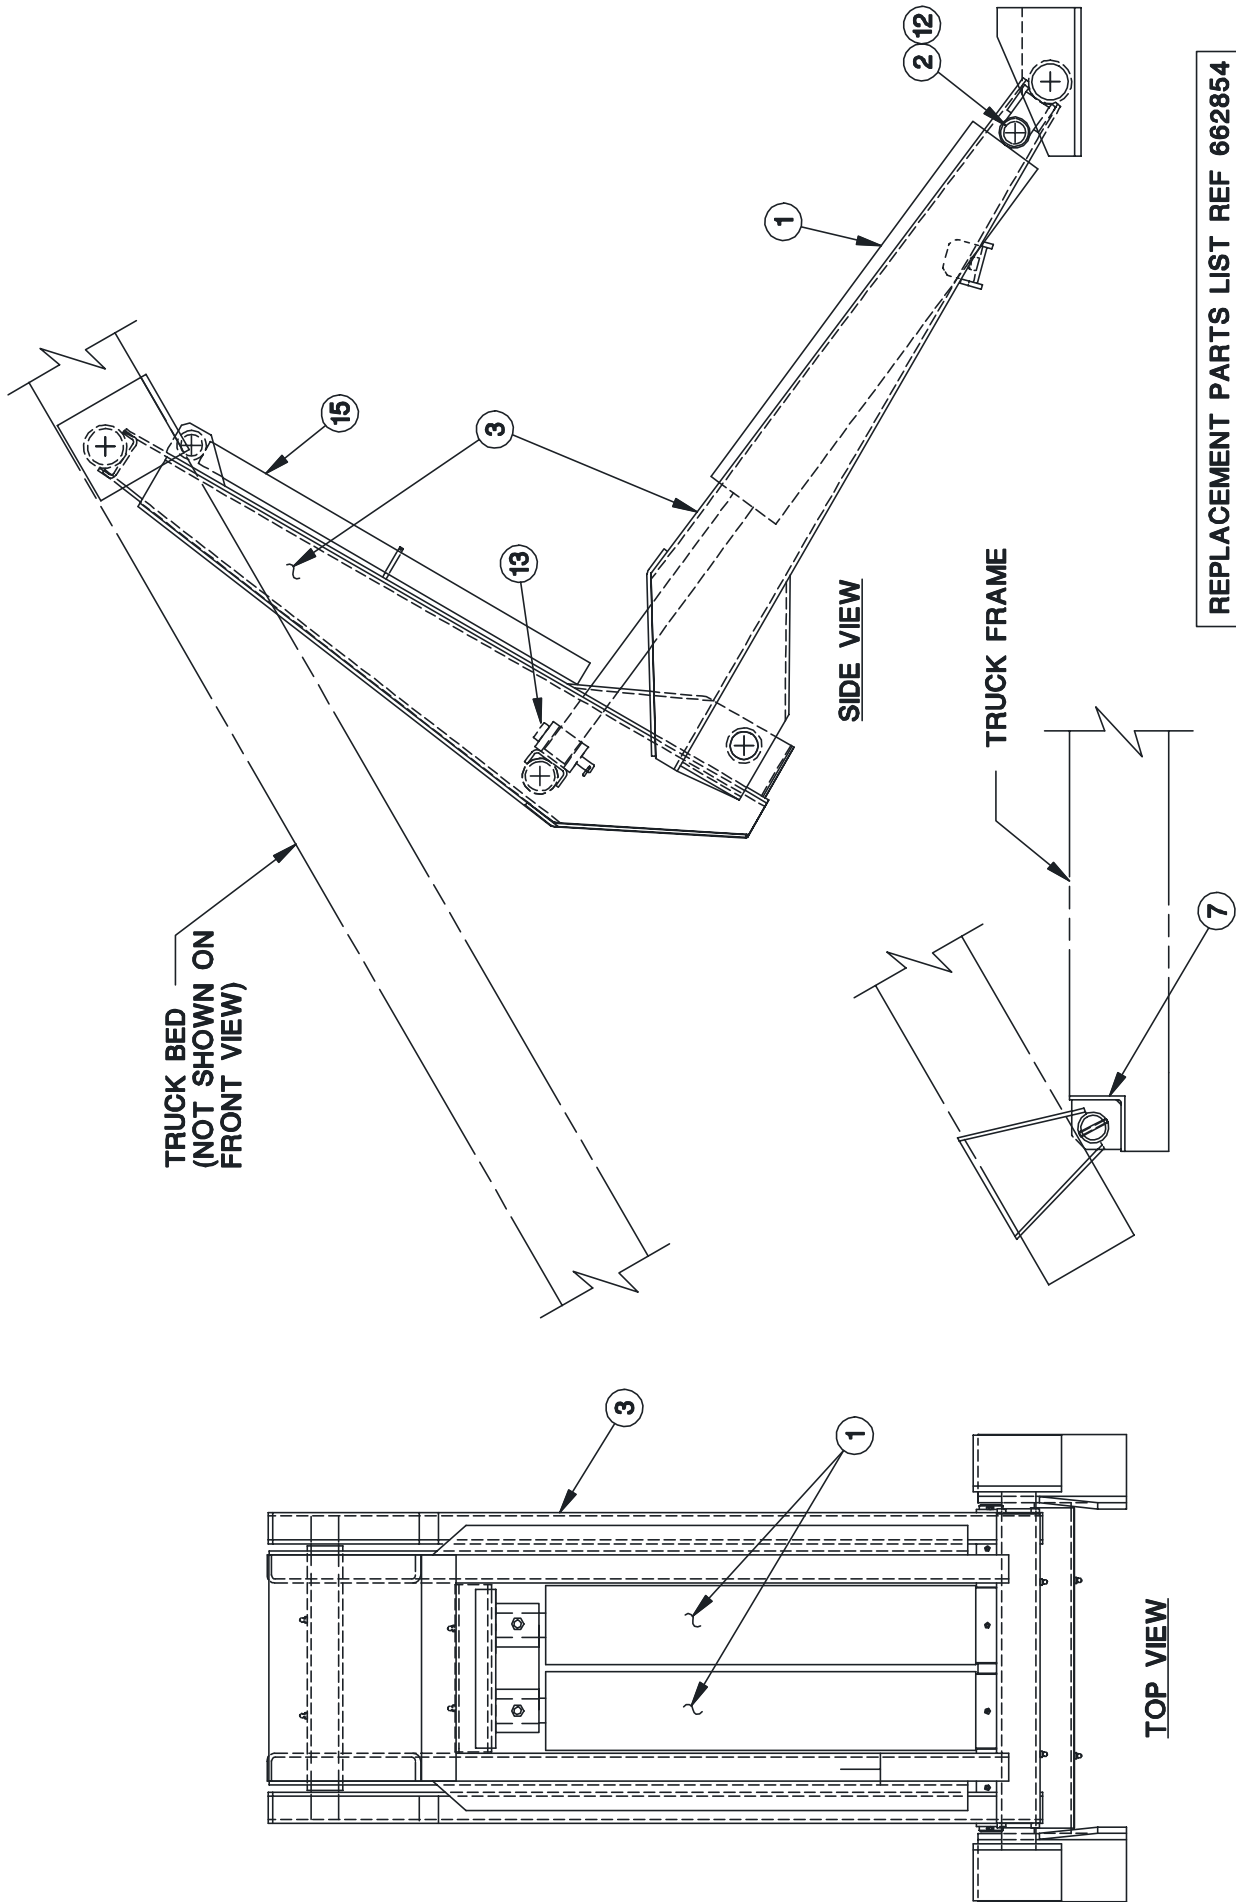 TRUCK BED
(NOT SHOWN ON
FRONT VIEW)
15
3
13
1
2
12
SIDE VIEW
TRUCK FRAME
7
3
1
TOP VIEW
REPLACEMENT PARTS LIST REF 662854